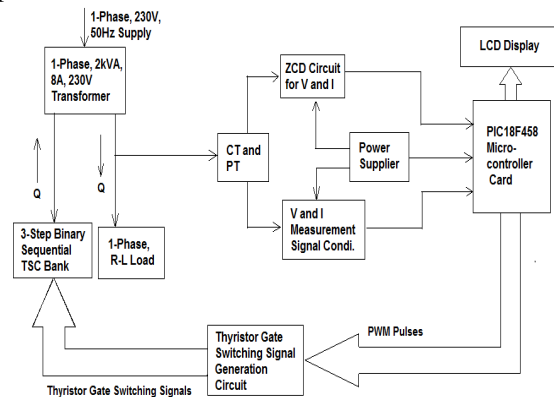 1-Phase, 230V,
50Hz Supply
1-Phase, 2kVA,
8A, 230V
Transformer
ZCD Circuit
for V and I
LCD Display
CT and
PT
Power
Supplier
PIC18F458
Micro-
controller
Card
Q
Q
3-Step Binary
Sequential
TSC Bank
1-Phase,
R-L Load
V and I
Measurement
Signal Condi.
Thyristor Gate
Switching Signal
Generation
Circuit
PWM Pulses
Thyristor Gate Switching Signals